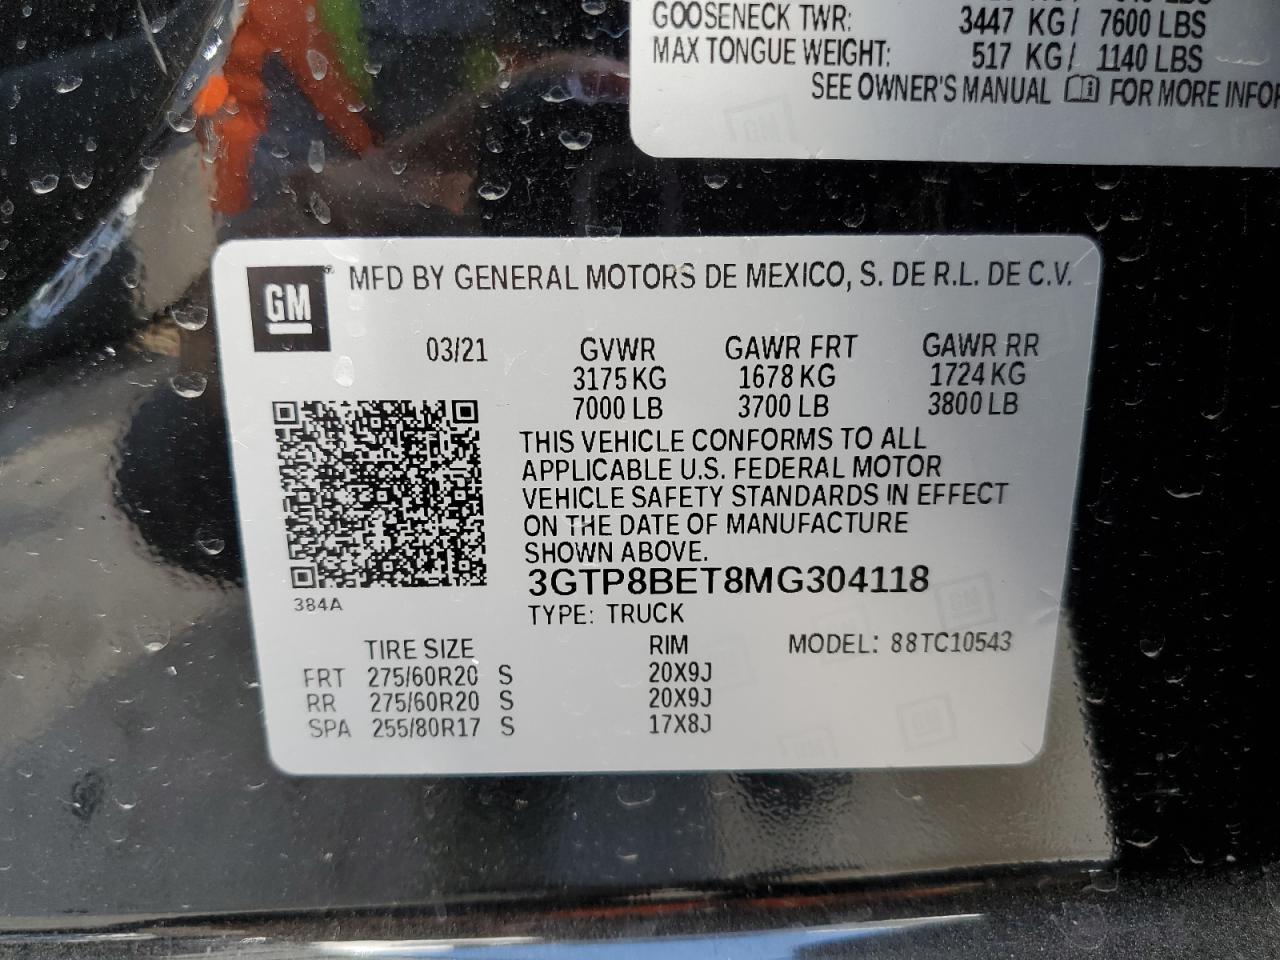 GOOSENECK TWR: 3447 KG/ 7600 LBS
MAX TONGUE WEIGHT: 517 KG/ 1140 LBS
SEE OWNER'S MANUAL FOR MORE
GM ® MFD BY GENERAL MOTORS DE MEXICO, S. DE R.L. DE C.V.
03/21 GVWR GAWR FRT GAWR RR
3175 KG 1678 KG 1724 KG
7000 LB 3700 LB 3800 LB
THIS VEHICLE CONFORMS TO ALL
APPLICABLE U.S. FEDERAL MOTOR
VEHICLE SAFETY STANDARDS IN EFFECT
ON THE DATE OF MANUFACTURE
SHOWN ABOVE.
3GTP8BET8MG304118
384A
TYPE: TRUCK
TIRE SIZE RIM MODEL: 88TC10543
FRT 275/60R20 S 20X9J
RR 275/60R20 S 20X9J
SPA 255/80R17 S 17X8J